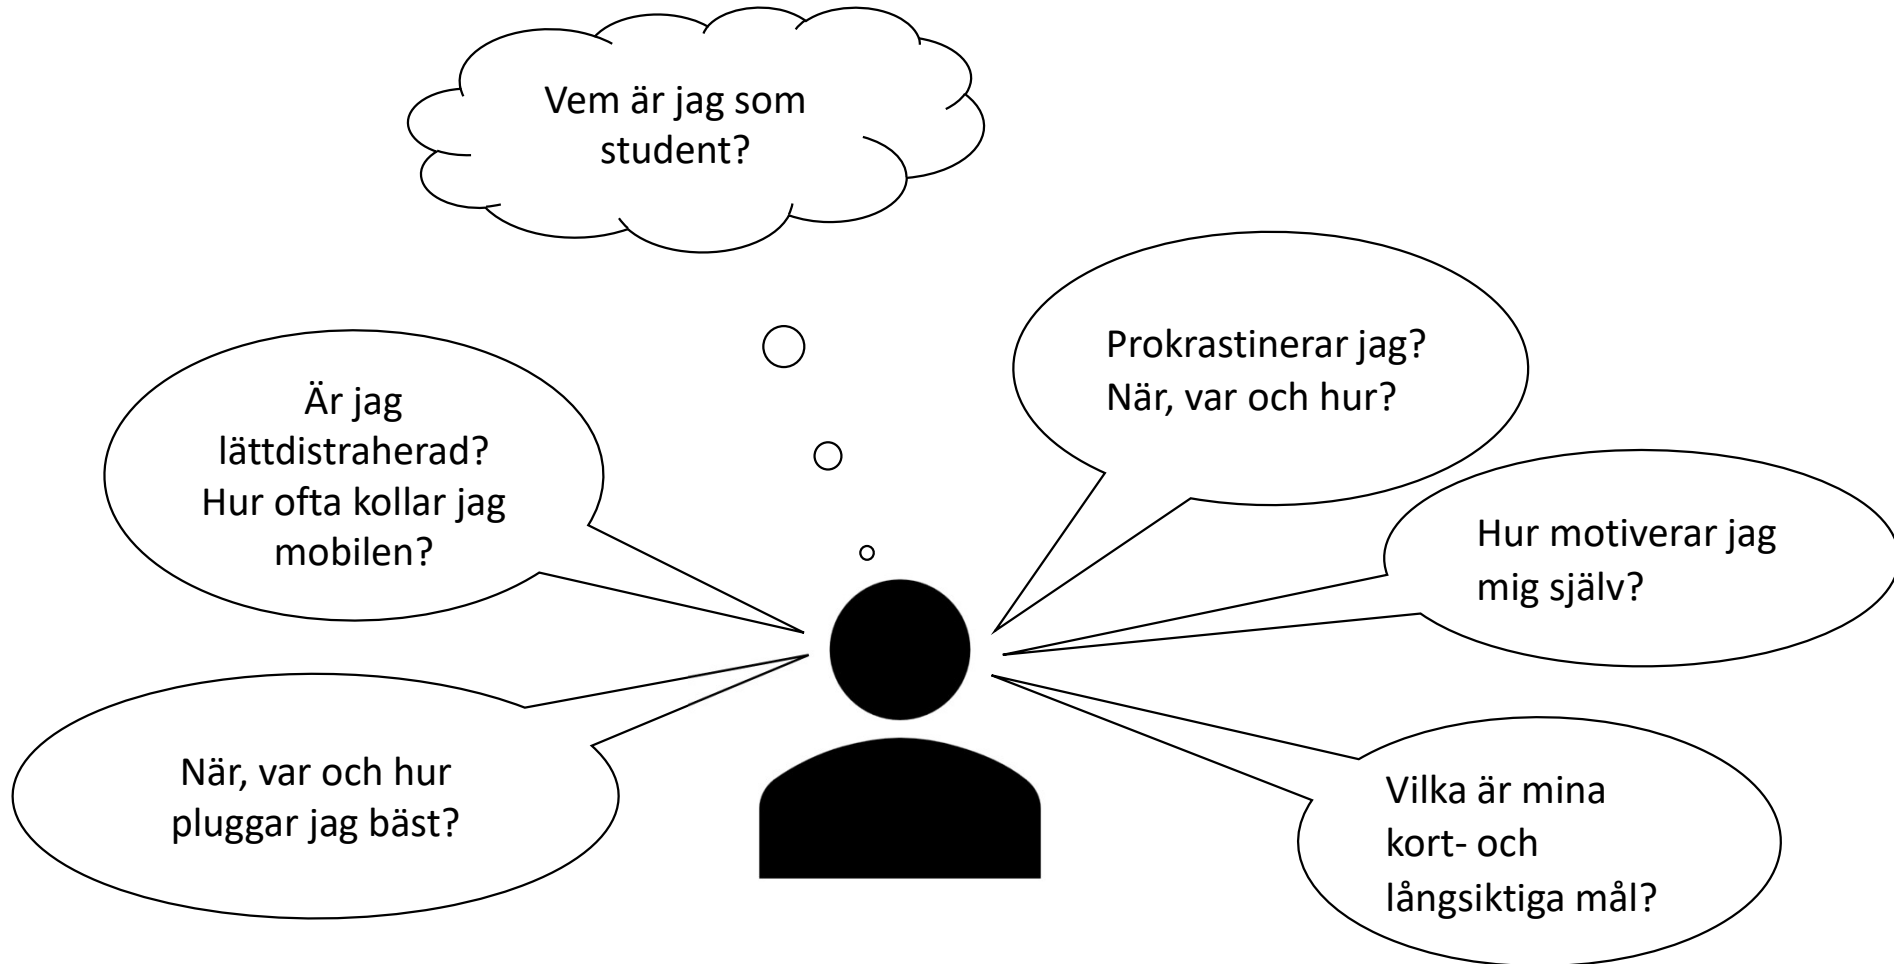 Vem är jag som
student?
Är jag
lättdistraherad?
Hur ofta kollar jag
mobilen?
Prokrastinerar jag?
När, var och hur?
Hur motiverar jag
mig själv?
När, var och hur
pluggar jag bäst?
Vilka är mina
kort- och
långsiktiga mål?